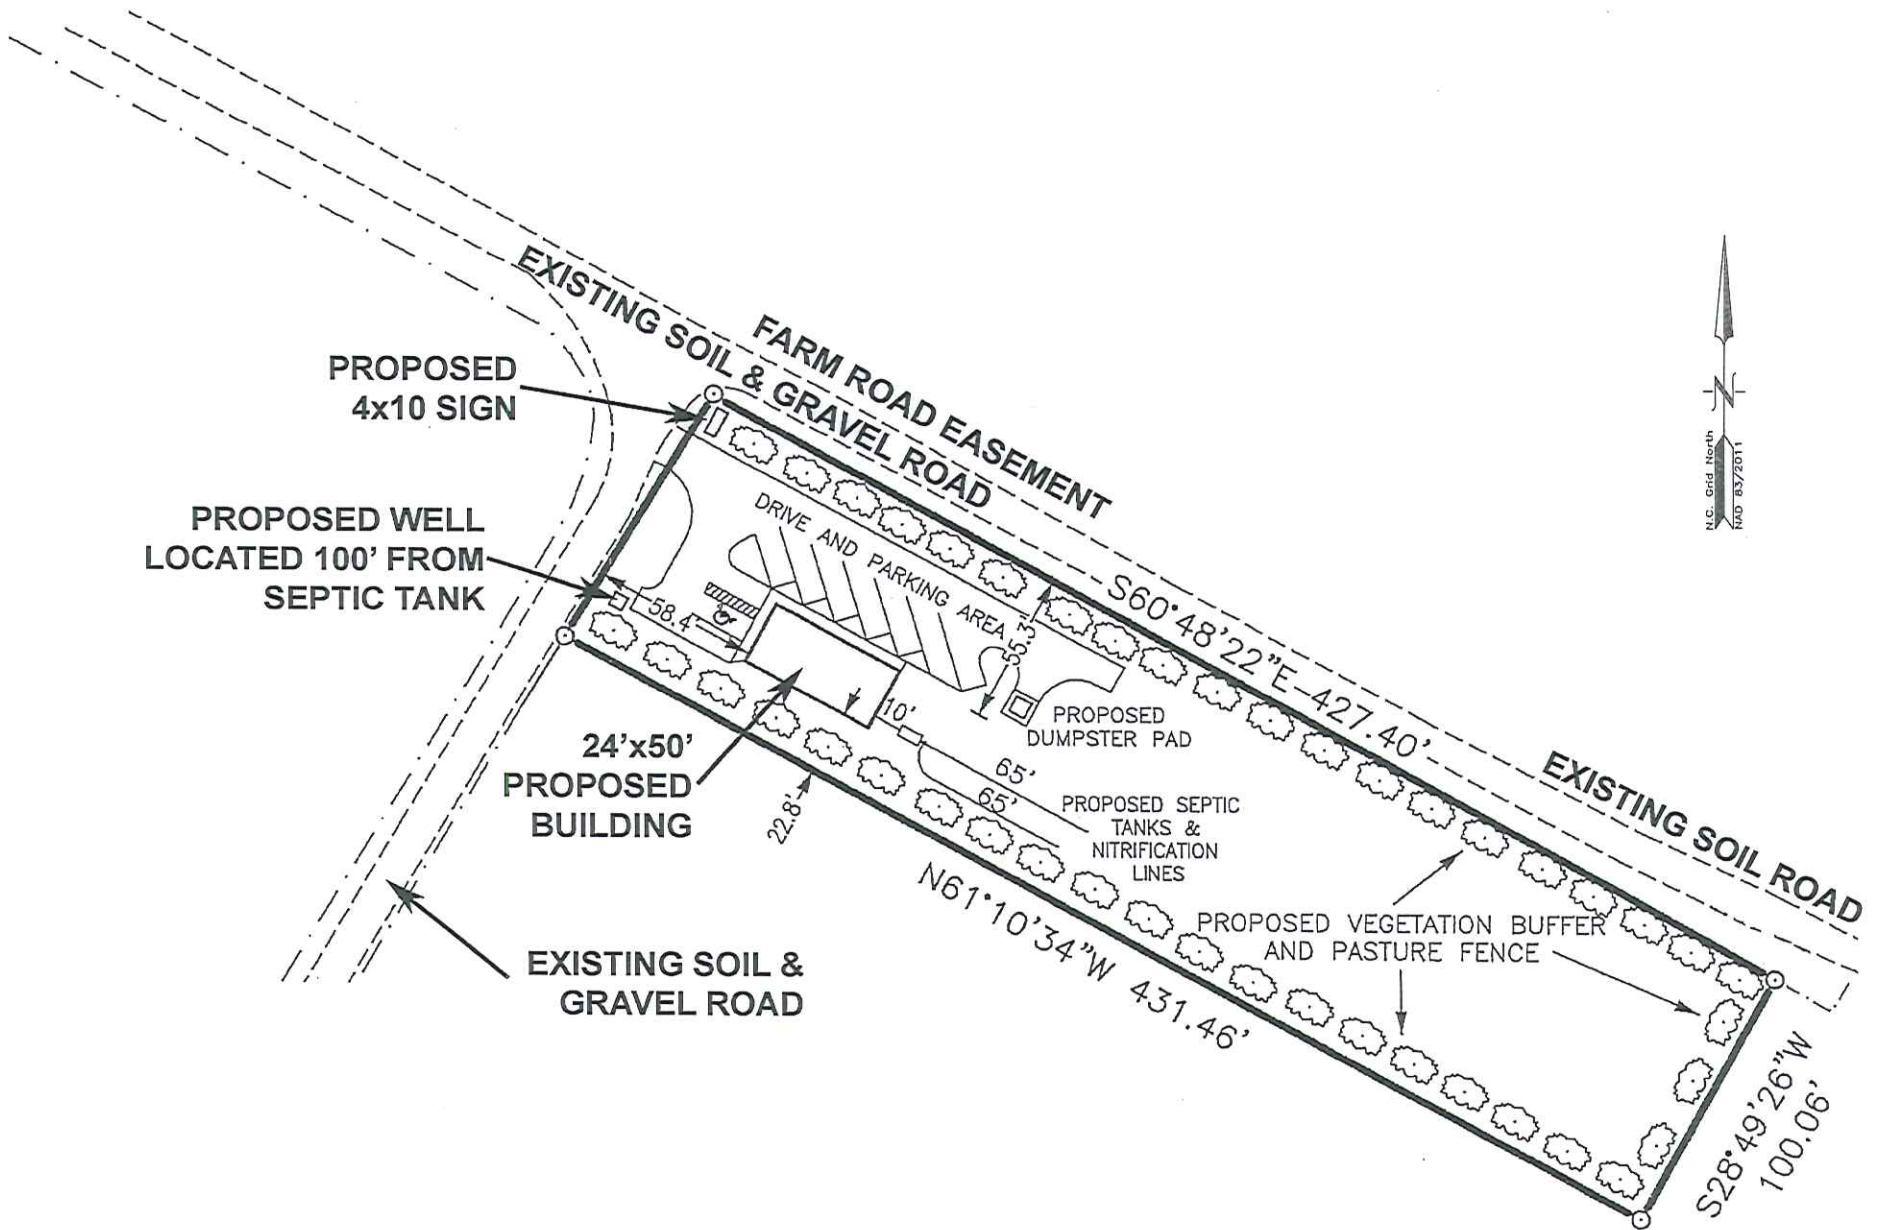 EXISTING SOIL & GRAVEL ROAD
FARM ROAD EASEMENT
PROPOSED
4x10 SIGN
N
N.C. Grid North
NAD 83/2011
DRIVE AND PARKING AREA
PROPOSED WELL
LOCATED 100' FROM
SEPTIC TANK
58.4
55.3
S60°48'22"E-427.40'
10'
PROPOSED
DUMPSTER PAD
24'x50'
PROPOSED
BUILDING
22.8'
65'
65'
PROPOSED SEPTIC
TANKS &
NITRIFICATION
LINES
EXISTING SOIL ROAD
N61°10'34"W 431.46'
PROPOSED VEGETATION BUFFER
AND PASTURE FENCE
EXISTING SOIL &
GRAVEL ROAD
S28°49'26"W
100.06'